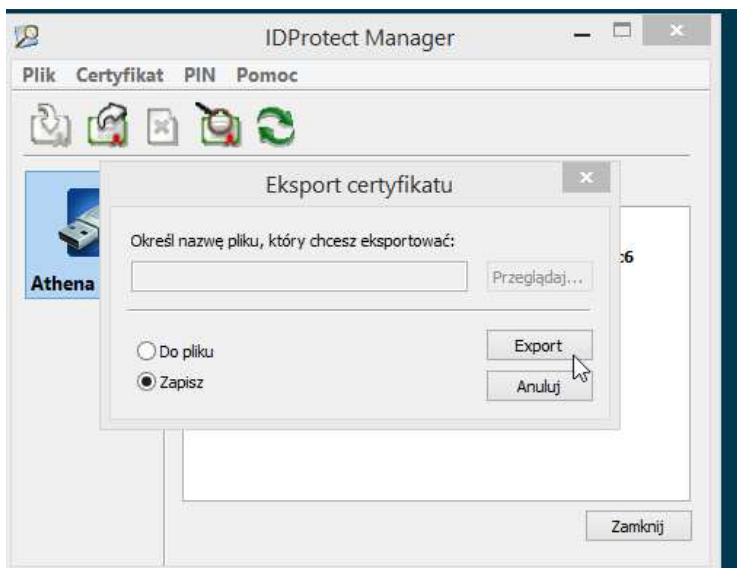 IDProtect Manager
Plik Certyfikat PIN Pomoc
Eksport certyfikatu
Określ nazwę pliku, który chcesz eksportować:
:6
Przeglądaj...
Athena
Do pliku
Export
Zapisz
Anuluj
Zamknij